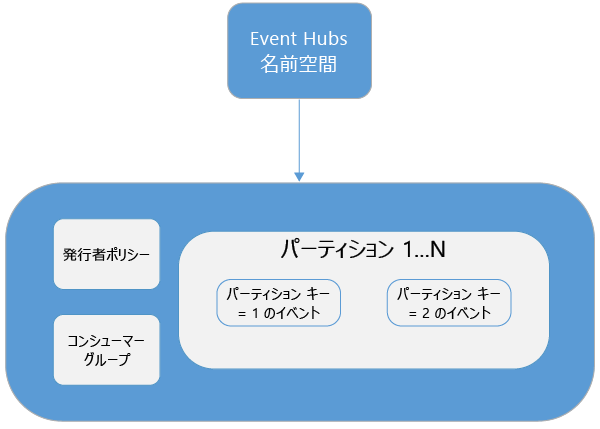 Event Hubs
名前空間
発行者ポリシー
コンシューマー
グループ
パーティション 1...N
パーティション キー
= 1 のイベント
パーティション キー
= 2 のイベント